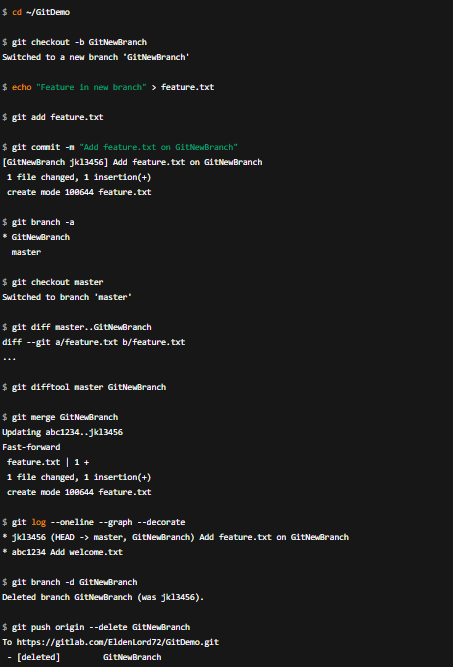 $ cd ~/GitDemo
$ git checkout -b GitNewBranch
Switched to a new branch 'GitNewBranch'
$ echo "Feature in new branch" > feature.txt
$ git add feature.txt
$ git commit -m "Add feature.txt on GitNewBranch"
[GitNewBranch jkl3456] Add feature.txt on GitNewBranch
 1 file changed, 1 insertion(+)
 create mode 100644 feature.txt
$ git branch -a
* GitNewBranch
  master
$ git checkout master
Switched to branch 'master'
$ git diff master..GitNewBranch
diff --git a/feature.txt b/feature.txt
...
$ git difftool master GitNewBranch
$ git merge GitNewBranch
Updating abc1234..jkl3456
Fast-forward
 feature.txt | 1 +
 1 file changed, 1 insertion(+)
 create mode 100644 feature.txt
$ git log --oneline --graph --decorate
* jkl3456 (HEAD -> master, GitNewBranch) Add feature.txt on GitNewBranch
* abc1234 Add welcome.txt
$ git branch -d GitNewBranch
Deleted branch GitNewBranch (was jkl3456).
$ git push origin --delete GitNewBranch
To https://gitlab.com/EldenLord72/GitDemo.git
 - [deleted]         GitNewBranch